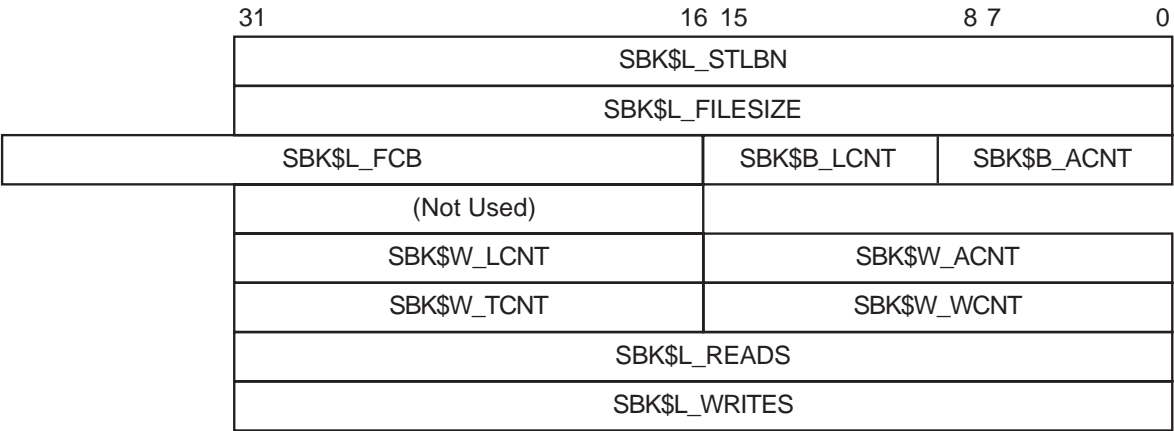 31 16 15 8 7 0
SBK$L_STLBN
SBK$L_FILESIZE
SBK$L_FCB SBK$B_LCNT SBK$B_ACNT
(Not Used)
SBK$W_LCNT SBK$W_ACNT
SBK$W_TCNT SBK$W_WCNT
SBK$L_READS
SBK$L_WRITES